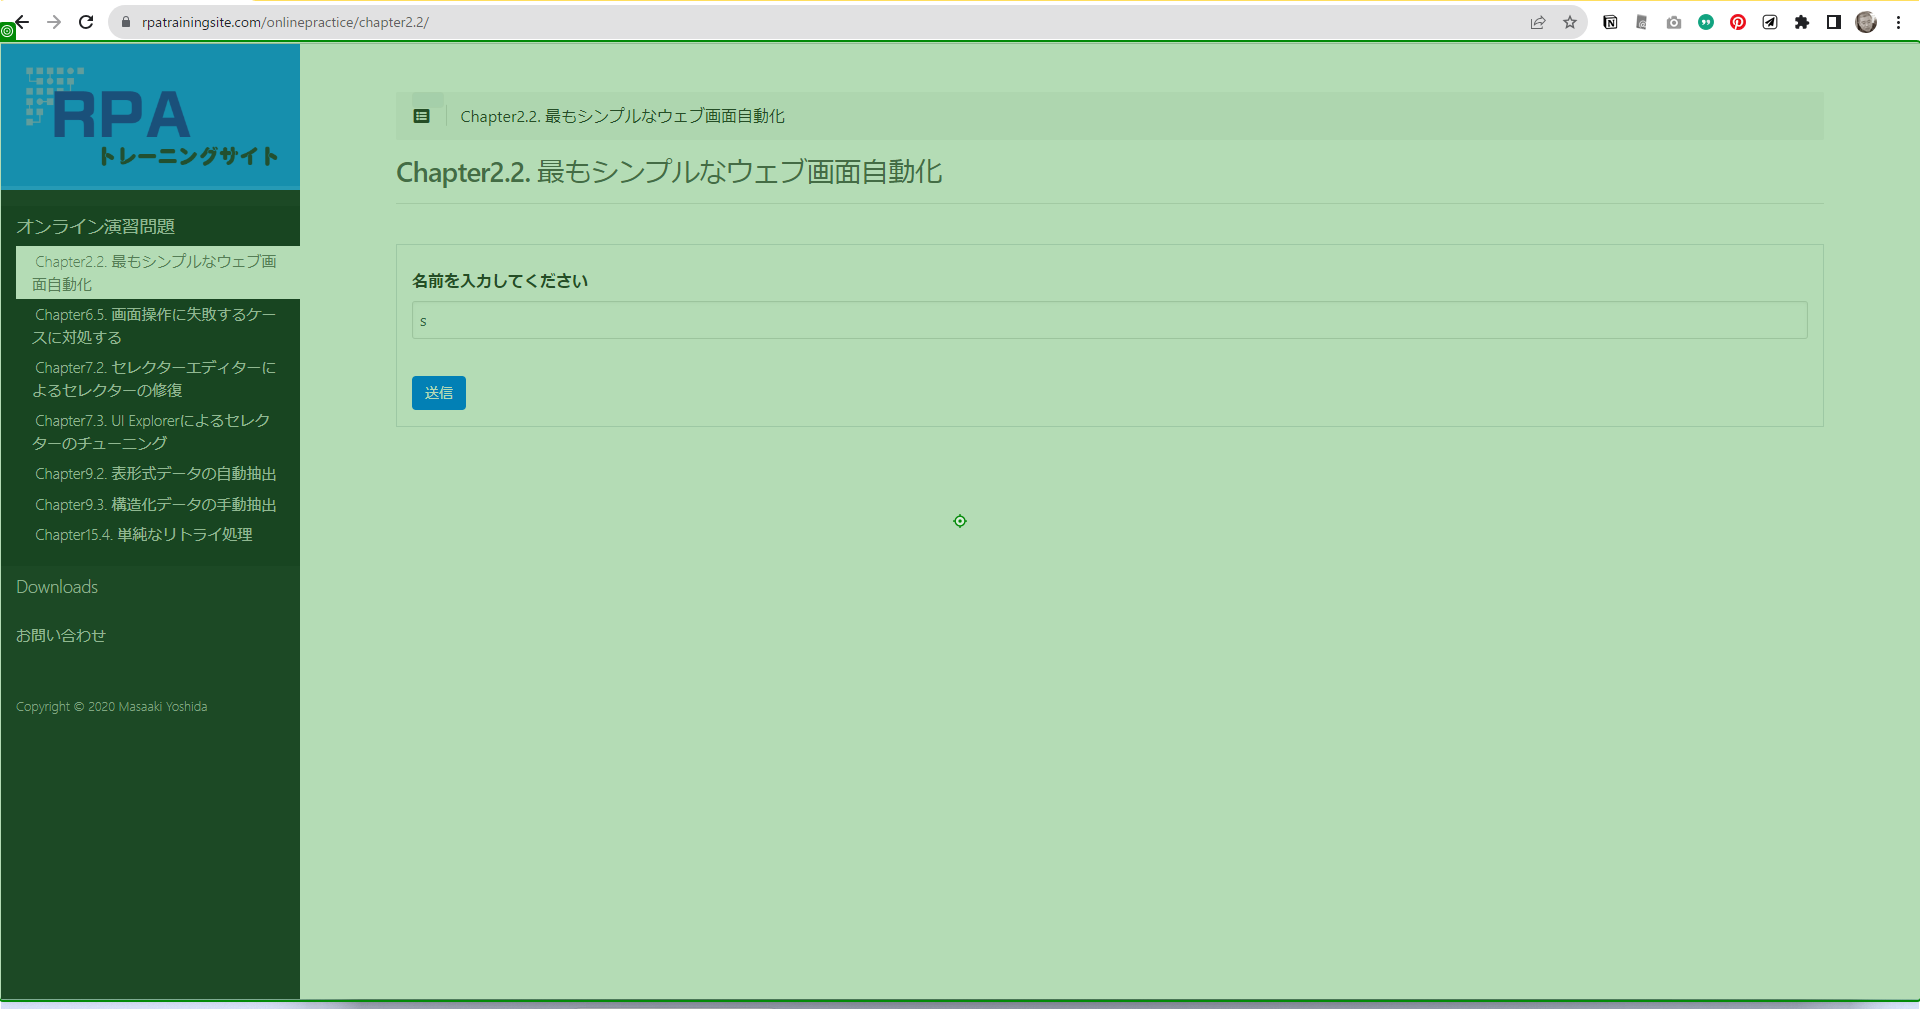 rpatrainingsite.com/onlinepractice/chapter2.2/
RPA
トレーニングサイト
オンライン演習問題
Chapter2.2. 最もシンプルなウェブ画
面自動化
Chapter6.5. 画面操作に失敗するケー
スに対処する
Chapter7.2. セレクターエディターに
よるセレクターの修復
Chapter7.3. UI Explorerによるセレク
ターのチューニング
Chapter9.2. 表形式データの自動抽出
Chapter9.3. 構造化データの手動抽出
Chapter15.4. 単純なリトライ処理
Downloads
お問い合わせ
Copyright © 2020 Masaaki Yoshida
Chapter2.2. 最もシンプルなウェブ画面自動化
Chapter2.2. 最もシンプルなウェブ画面自動化
名前を入力してください
s
送信